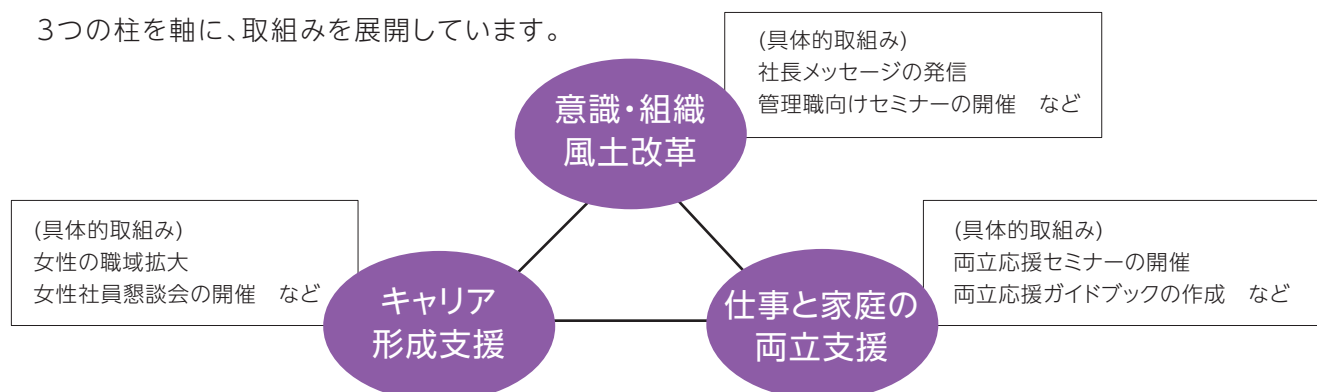 3つの柱を軸に、取組みを展開しています。
(具体的取組み)
社長メッセージの発信
管理職向けセミナーの開催　など
意識・組織
風土改革
(具体的取組み)
女性の職域拡大
女性社員懇談会の開催　など
キャリア
形成支援
(具体的取組み)
両立応援セミナーの開催
両立応援ガイドブックの作成　など
仕事と家庭の
両立支援